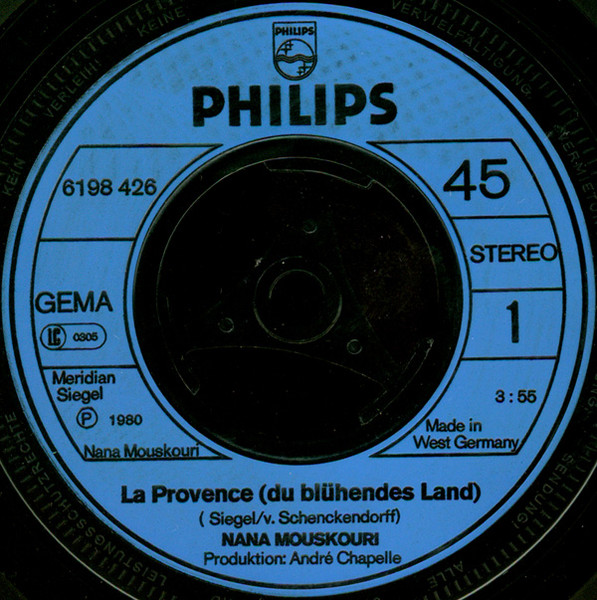 PHILIPS
PHILIPS
6198 426
45
STEREO
GEMA
LC 0305
1
Meridian
Siegel
℗ 1980
Nana Mouskouri
3:55
Made in
West Germany
La Provence (du blühendes Land)
( Siegel/v. Schenckendorff)
NANA MOUSKOURI
Produktion: André Chapelle
KEIN
VERLEIH!
KEINE
VERVIELFÄLTIGUNG
SENDUNG!
ALLE
LEISTUNGSSCHUTZRECHTE